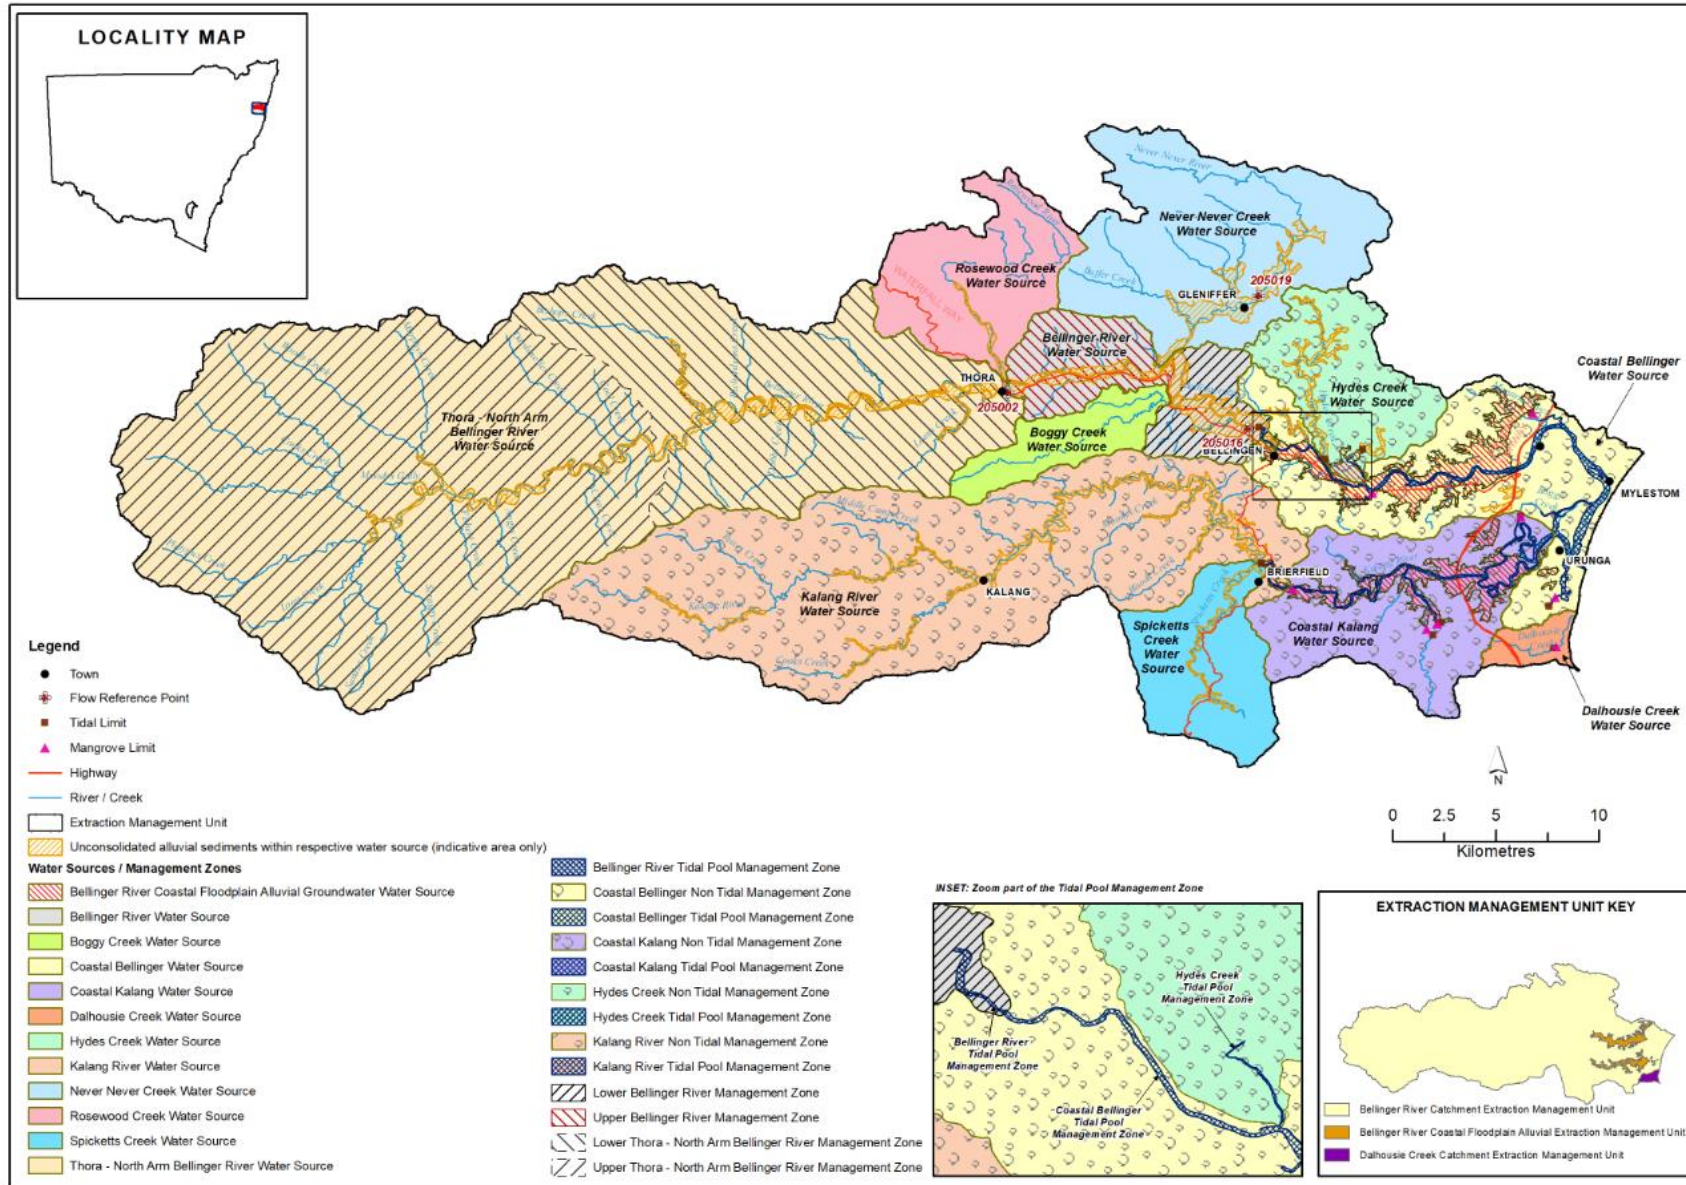 LOCALITY MAP
Never Never River
Never Never Creek
Water Source
Rosewood River
Rosewood Creek
Water Source
WATERFALL WAY
Buffer Creek
205019
GLENIFFER
Bellinger River
Water Source
Coastal Bellinger
Water Source
Hydes Creek
Water Source
THORA
205002
Thora - North Arm
Bellinger River
Water Source
Boggy Creek
Water Source
205016
BELLINGEN
MYLESTOM
URUNGA
Kalang River
Water Source
Kalang River
KALANG
BRIERFIELD
Spicketts
Creek
Water
Source
Coastal Kalang
Water Source
Dalhousie
Creek
Dalhousie Creek
Water Source
N
0 2.5 5 10
Kilometres
Legend
Town
Flow Reference Point
Tidal Limit
Mangrove Limit
Highway
River / Creek
Extraction Management Unit
Unconsolidated alluvial sediments within respective water source (indicative area only)
Water Sources / Management Zones
Bellinger River Coastal Floodplain Alluvial Groundwater Water Source
Bellinger River Water Source
Boggy Creek Water Source
Coastal Bellinger Water Source
Coastal Kalang Water Source
Dalhousie Creek Water Source
Hydes Creek Water Source
Kalang River Water Source
Never Never Creek Water Source
Rosewood Creek Water Source
Spicketts Creek Water Source
Thora - North Arm Bellinger River Water Source
Bellinger River Tidal Pool Management Zone
Coastal Bellinger Non Tidal Management Zone
Coastal Bellinger Tidal Pool Management Zone
Coastal Kalang Non Tidal Management Zone
Coastal Kalang Tidal Pool Management Zone
Hydes Creek Non Tidal Management Zone
Hydes Creek Tidal Pool Management Zone
Kalang River Non Tidal Management Zone
Kalang River Tidal Pool Management Zone
Lower Bellinger River Management Zone
Upper Bellinger River Management Zone
Lower Thora - North Arm Bellinger River Management Zone
Upper Thora - North Arm Bellinger River Management Zone
INSET: Zoom part of the Tidal Pool Management Zone
Hydes Creek
Tidal Pool
Management Zone
Bellinger River
Tidal Pool
Management Zone
Coastal Bellinger
Tidal Pool
Management Zone
EXTRACTION MANAGEMENT UNIT KEY
Bellinger River Catchment Extraction Management Unit
Bellinger River Coastal Floodplain Alluvial Extraction Management Unit
Dalhousie Creek Catchment Extraction Management Unit